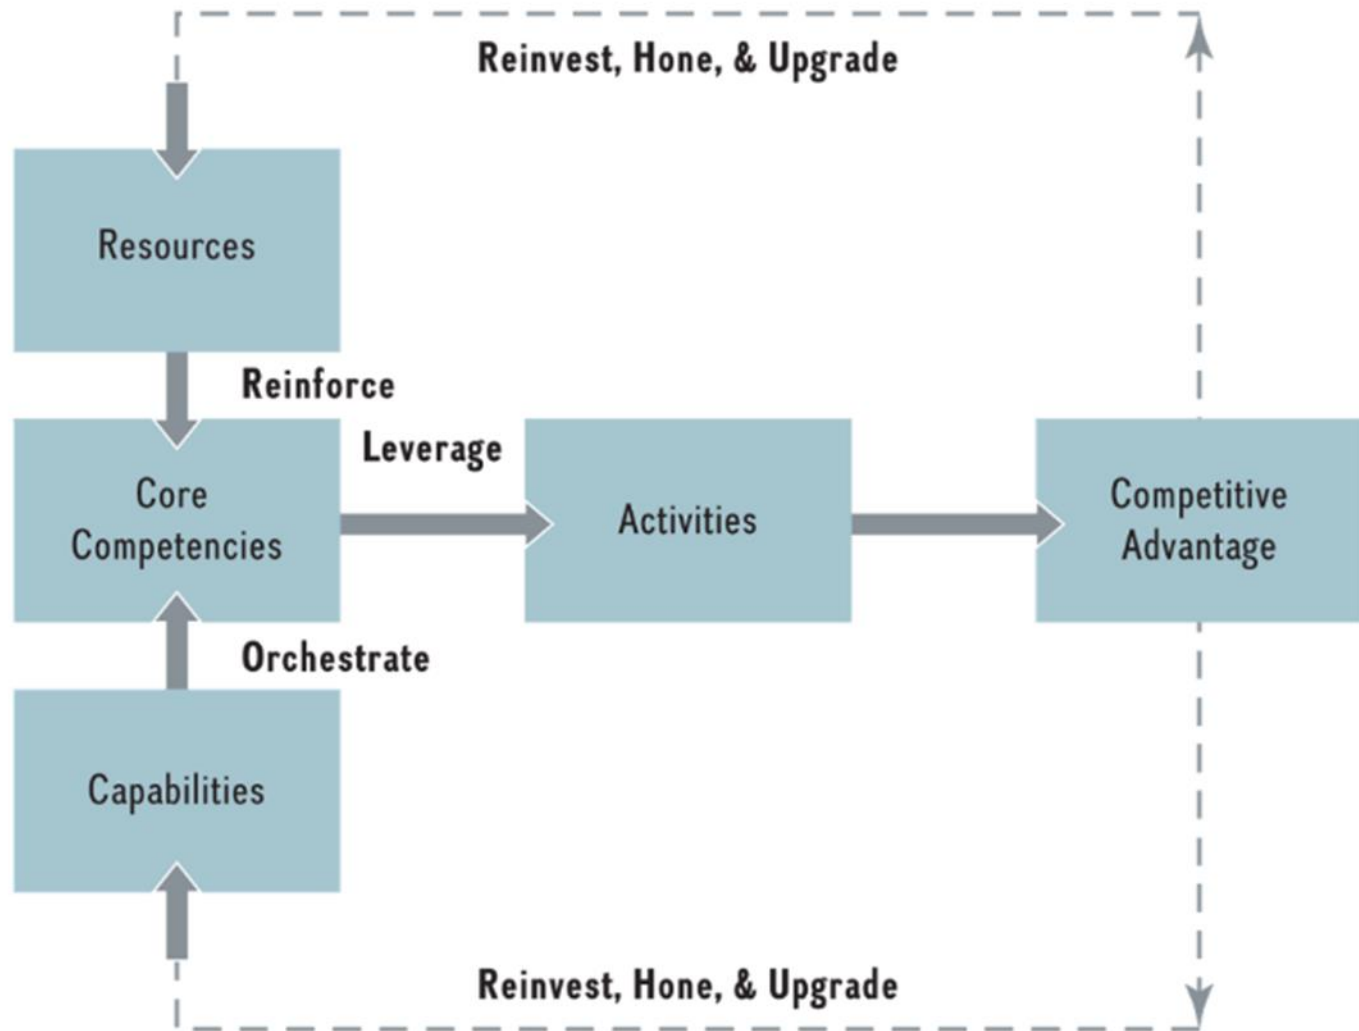 Reinvest, Hone, & Upgrade
Resources
Reinforce
Leverage
Core
Competencies
Activities
Competitive
Advantage
Orchestrate
Capabilities
Reinvest, Hone, & Upgrade